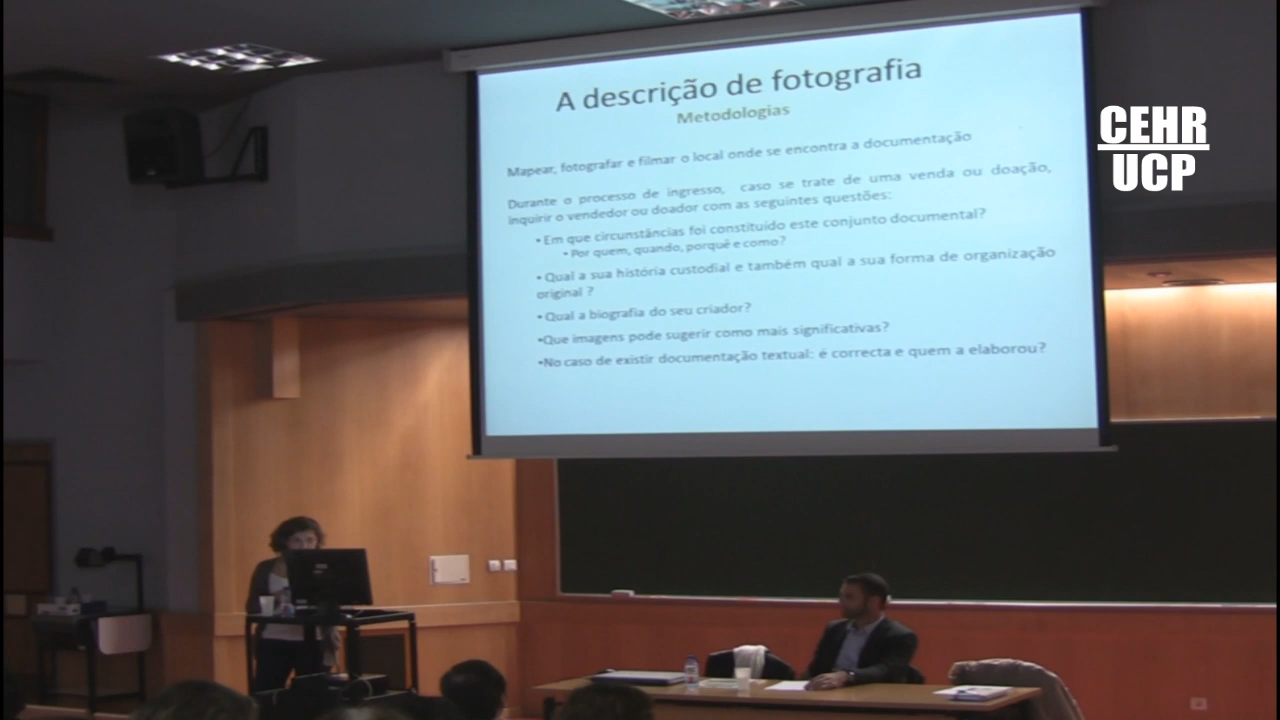 A descrição de fotografia
Metodologias
Mapear, fotografar e filmar o local onde se encontra a documentação
Durante o processo de ingresso, caso se trate de uma venda ou doação,
inquirir o vendedor ou doador com as seguintes questões:
• Em que circunstâncias foi constituido este conjunto documental?
• Por quem, quando, porquê e como?
• Qual a sua história custodial e também qual a sua forma de organização
original ?
• Qual a biografia do seu criador?
•Que imagens pode sugerir como mais significativas?
•No caso de existir documentação textual: é correcta e quem a elaborou?
CEHR
UCP